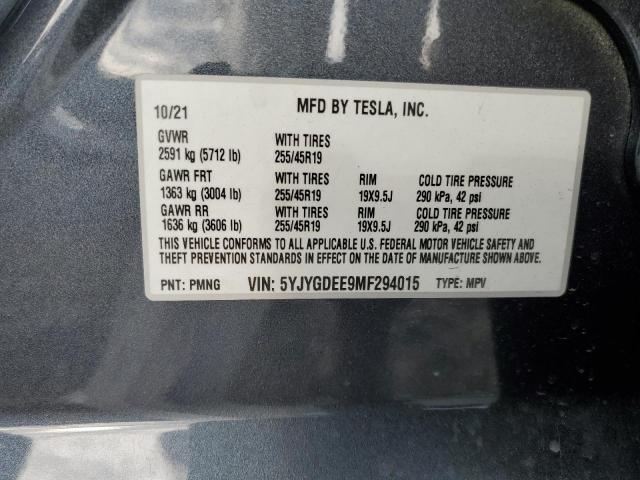 10/21 MFD BY TESLA, INC.
GVWR WITH TIRES
2591 kg (5712 lb) 255/45R19
GAWR FRT WITH TIRES RIM COLD TIRE PRESSURE
1363 kg (3004 lb) 255/45R19 19X9.5J 290 kPa, 42 psi
GAWR RR WITH TIRES RIM COLD TIRE PRESSURE
1636 kg (3606 lb) 255/45R19 19X9.5J 290 kPa, 42 psi
THIS VEHICLE CONFORMS TO ALL APPLICABLE U.S. FEDERAL MOTOR VEHICLE SAFETY AND
THEFT PREVENTION STANDARDS IN EFFECT ON THE DATE OF MANUFACTURE SHOWN ABOVE.
PNT: PMNG VIN: 5YJYGDEE9MF294015 TYPE: MPV